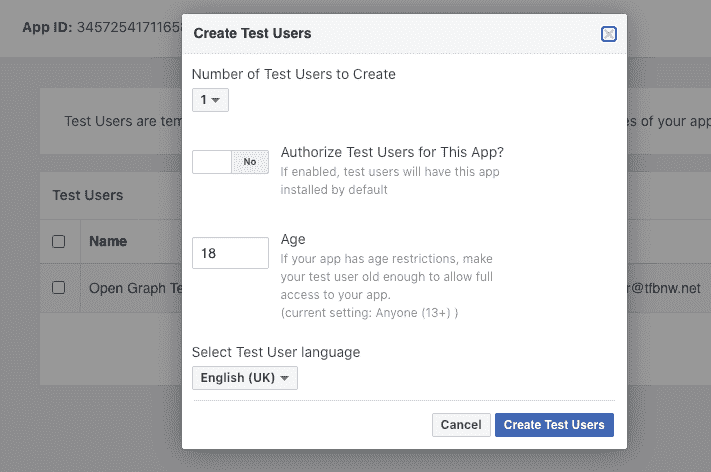 App ID: 3457254171165
Create Test Users
Number of Test Users to Create
1
Test Users are
s of your app
No
Authorize Test Users for This App?
If enabled, test users will have this app
installed by default
Test Users
Name
18
Age
If your app has age restrictions, make
your test user old enough to allow full
access to your app.
(current setting: Anyone (13+) )
Open Graph Te
r@tfbnw.net
Select Test User language
English (UK)
Cancel
Create Test Users